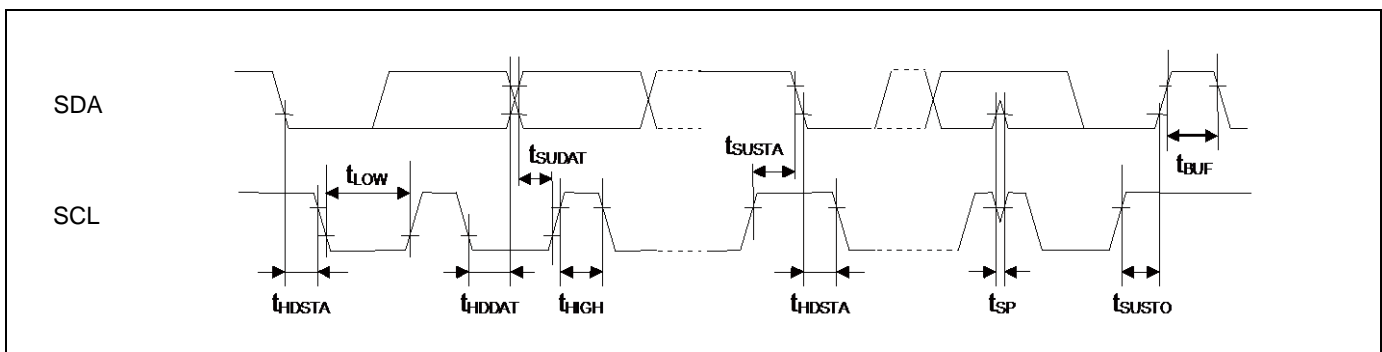 SDA
tSUDAT
tSUSTA
tBUF
tLOW
SCL
tHDSTA
tHDDAT
tHIGH
tHDSTA
tSP
tSUSTO